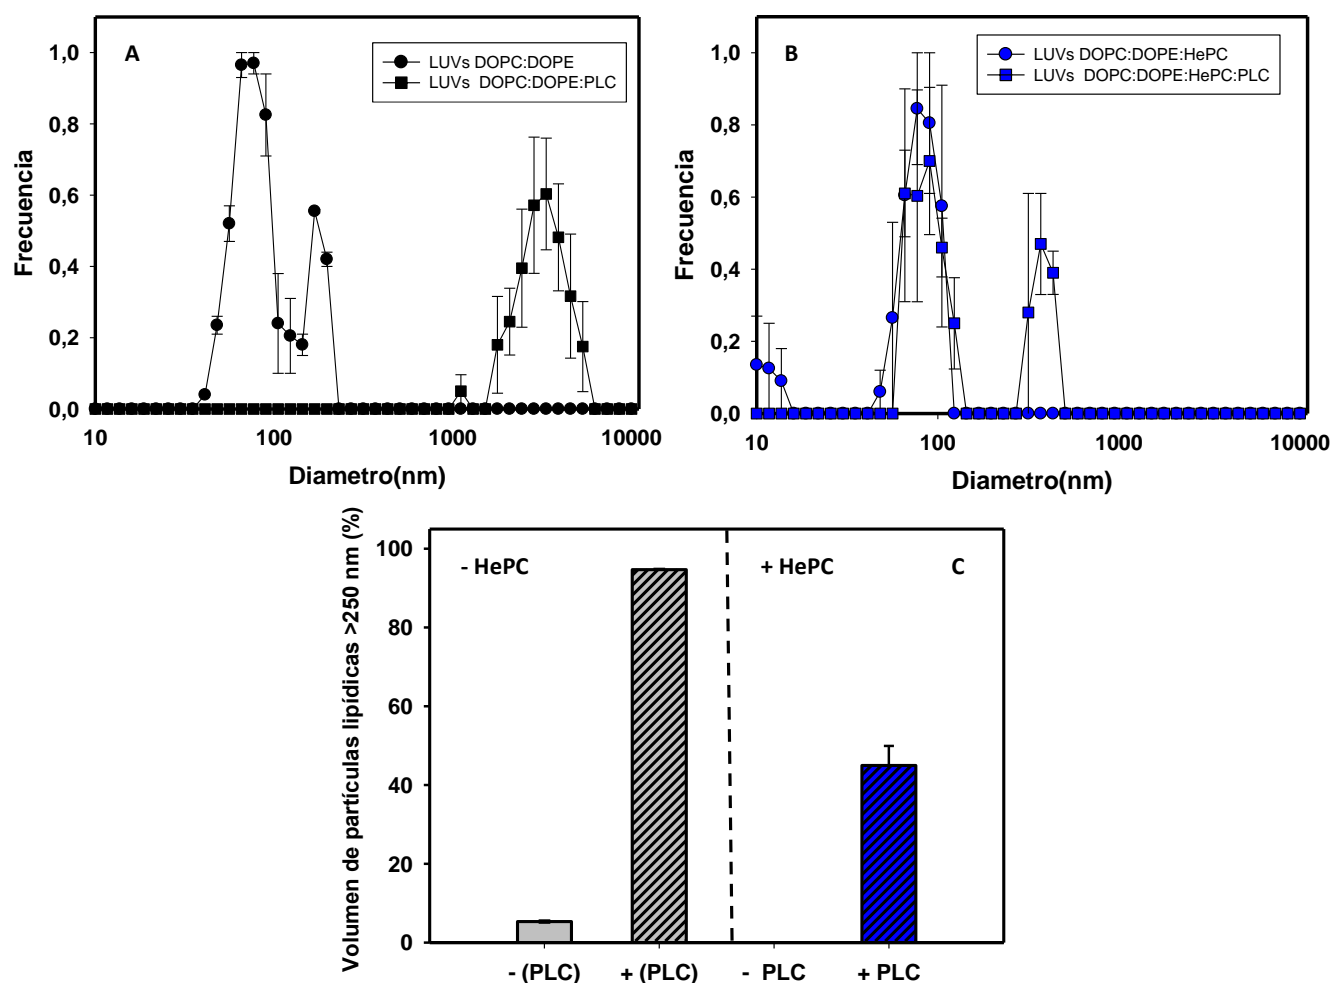 A
LUVs DOPC:DOPE
LUVs DOPC:DOPE:PLC
1,0
0,8
0,6
0,4
0,2
0,0
Frecuencia
10
100
1000
10000
Diametro(nm)
B
LUVs DOPC:DOPE:HePC
LUVs DOPC:DOPE:HePC:PLC
1,0
0,8
0,6
0,4
0,2
0,0
Frecuencia
10
100
1000
10000
Diametro(nm)
- HePC
+ HePC
C
100
80
60
40
20
0
Volumen de partículas lipídicas >250 nm (%)
- (PLC)
+ (PLC)
- PLC
+ PLC